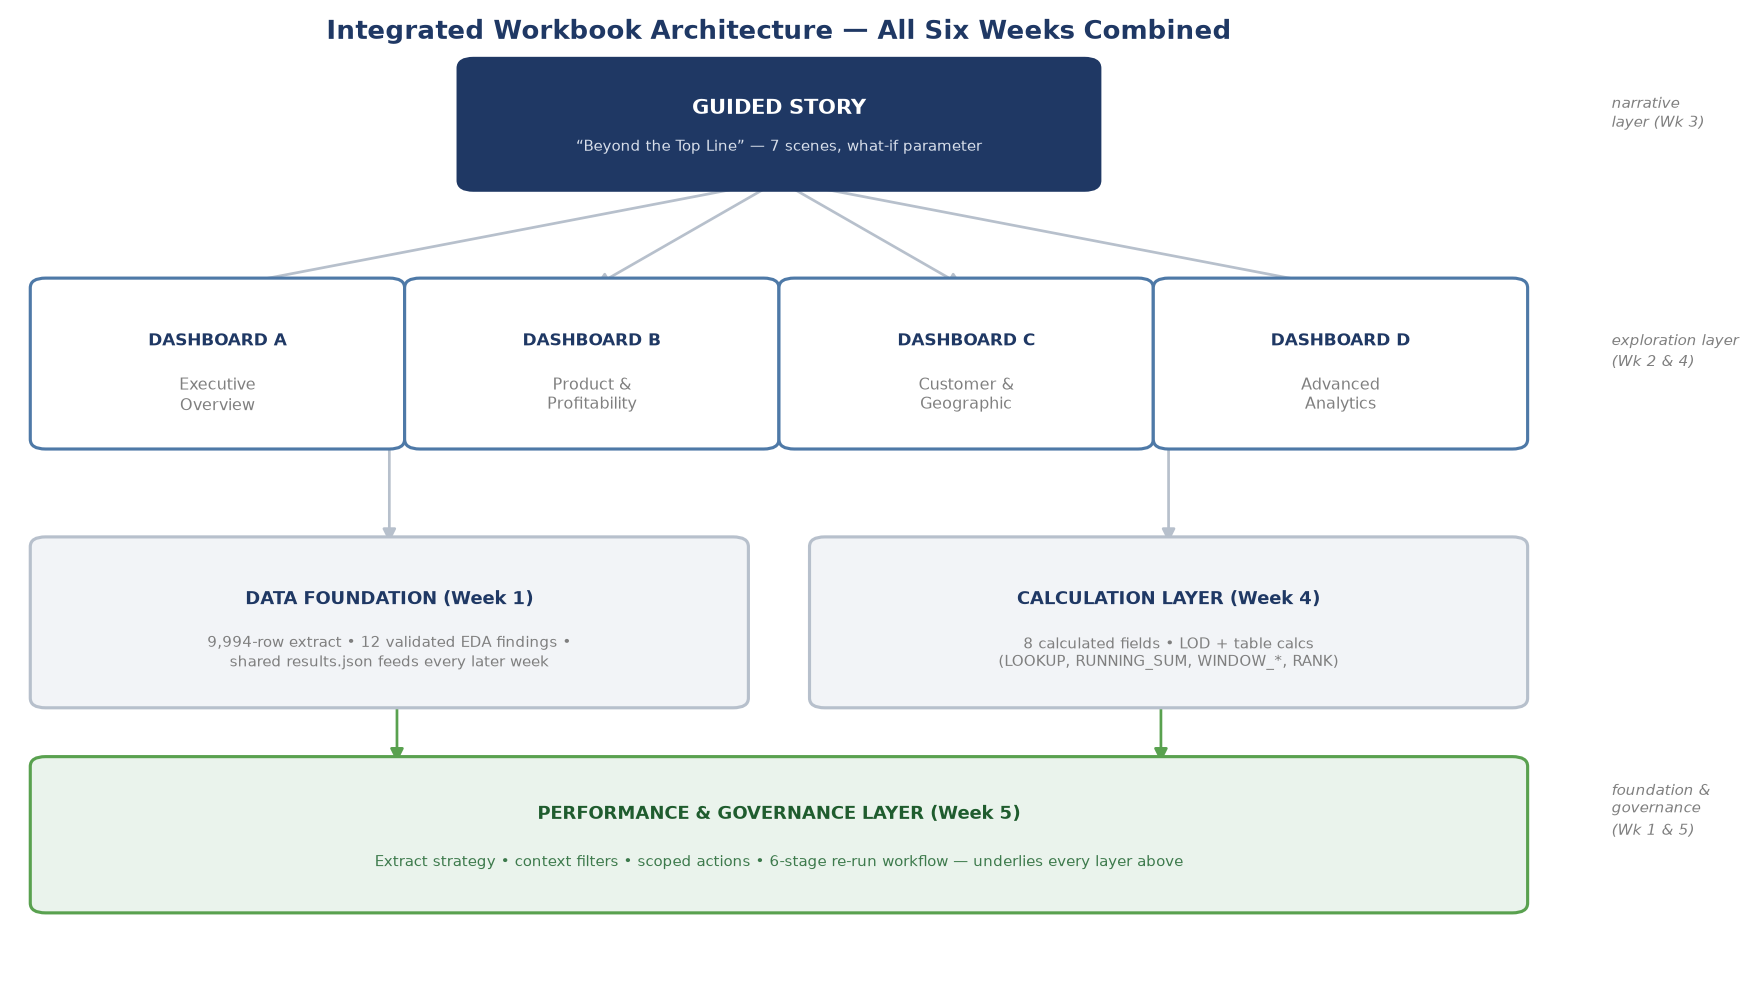 Integrated Workbook Architecture — All Six Weeks Combined
GUIDED STORY
“Beyond the Top Line” — 7 scenes, what-if parameter
narrative
layer (Wk 3)
DASHBOARD A
Executive
Overview
DASHBOARD B
Product &
Profitability
DASHBOARD C
Customer &
Geographic
DASHBOARD D
Advanced
Analytics
exploration layer
(Wk 2 & 4)
DATA FOUNDATION (Week 1)
9,994-row extract • 12 validated EDA findings •
shared results.json feeds every later week
CALCULATION LAYER (Week 4)
8 calculated fields • LOD + table calcs
(LOOKUP, RUNNING_SUM, WINDOW_*, RANK)
PERFORMANCE & GOVERNANCE LAYER (Week 5)
Extract strategy • context filters • scoped actions • 6-stage re-run workflow — underlies every layer above
foundation &
governance
(Wk 1 & 5)